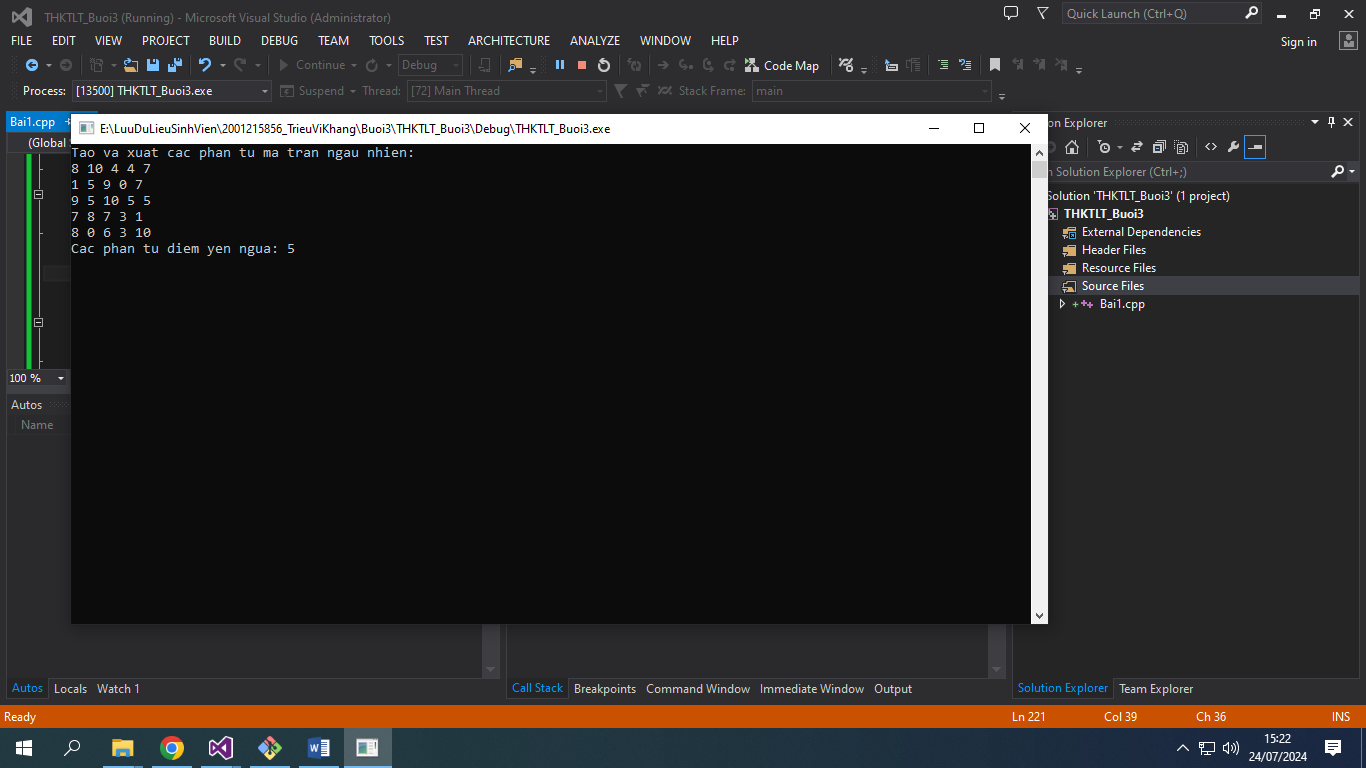 THKTLT_Buoi3 (Running) - Microsoft Visual Studio (Administrator)
Quick Launch (Ctrl+Q)
FILE EDIT VIEW PROJECT BUILD DEBUG TEAM TOOLS TEST ARCHITECTURE ANALYZE WINDOW HELP
Sign in
Continue Debug Code Map
Process: [13500] THKTLT_Buoi3.exe Suspend Thread: [72] Main Thread Stack Frame: main
Bai1.cpp
(Global
100 %
Autos
Name
E:\LuuDuLieuSinhVien\2001215856_TrieuViKhang\Buoi3\THKTLT_Buoi3\Debug\THKTLT_Buoi3.exe
Tao va xuat cac phan tu ma tran ngau nhien:
8 10 4 4 7
1 5 9 0 7
9 5 10 5 5
7 8 7 3 1
8 0 6 3 10
Cac phan tu diem yen ngua: 5
on Explorer
Solution Explorer (Ctrl+;)
Solution 'THKTLT_Buoi3' (1 project)
THKTLT_Buoi3
External Dependencies
Header Files
Resource Files
Source Files
Bai1.cpp
Autos Locals Watch 1
Call Stack Breakpoints Command Window Immediate Window Output
Solution Explorer Team Explorer
Ready
Ln 221 Col 39 Ch 36 INS
15:22
24/07/2024